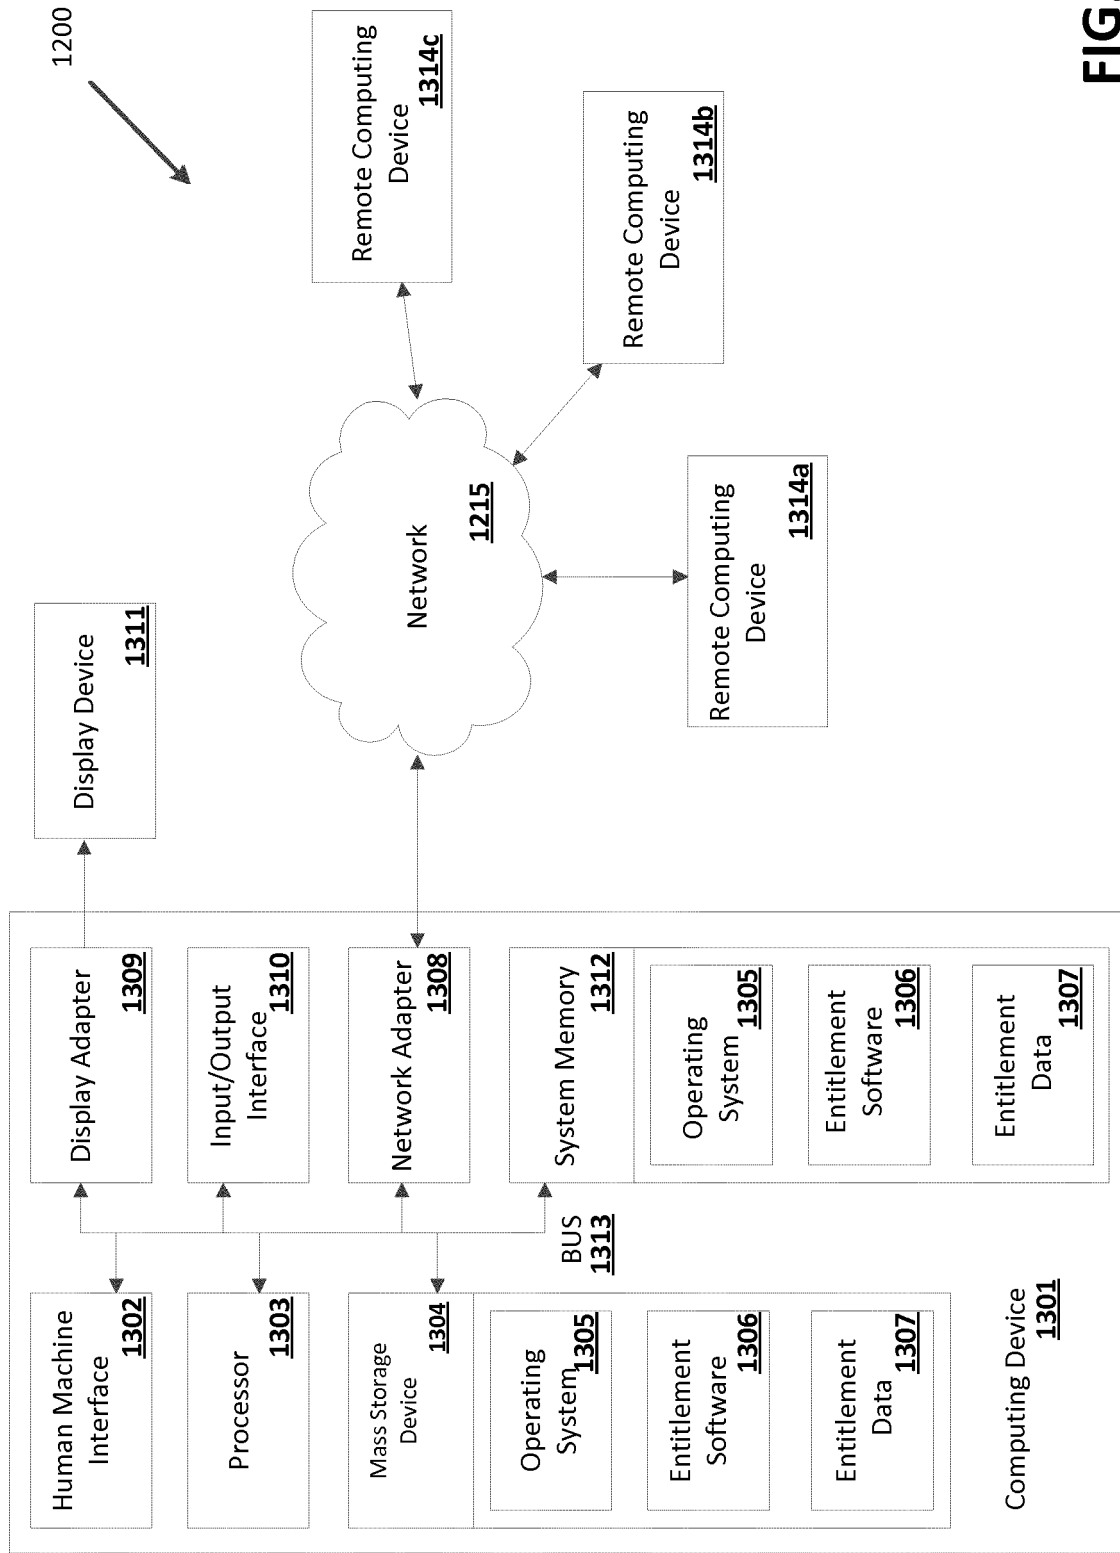 1200
Human Machine
Interface
1302
Display Adapter
1309
Display Device
1311
Processor
1303
Input/Output
Interface
1310
Mass Storage
Device
1304
Network Adapter
1308
Network
1215
Remote Computing
Device
1314c
Operating
System
1305
Entitlement
Software
1306
Entitlement
Data
1307
BUS
1313
System Memory
1312
Operating
System
1305
Entitlement
Software
1306
Entitlement
Data
1307
Remote Computing
Device
1314b
Remote Computing
Device
1314a
Computing Device
1301
FIG.